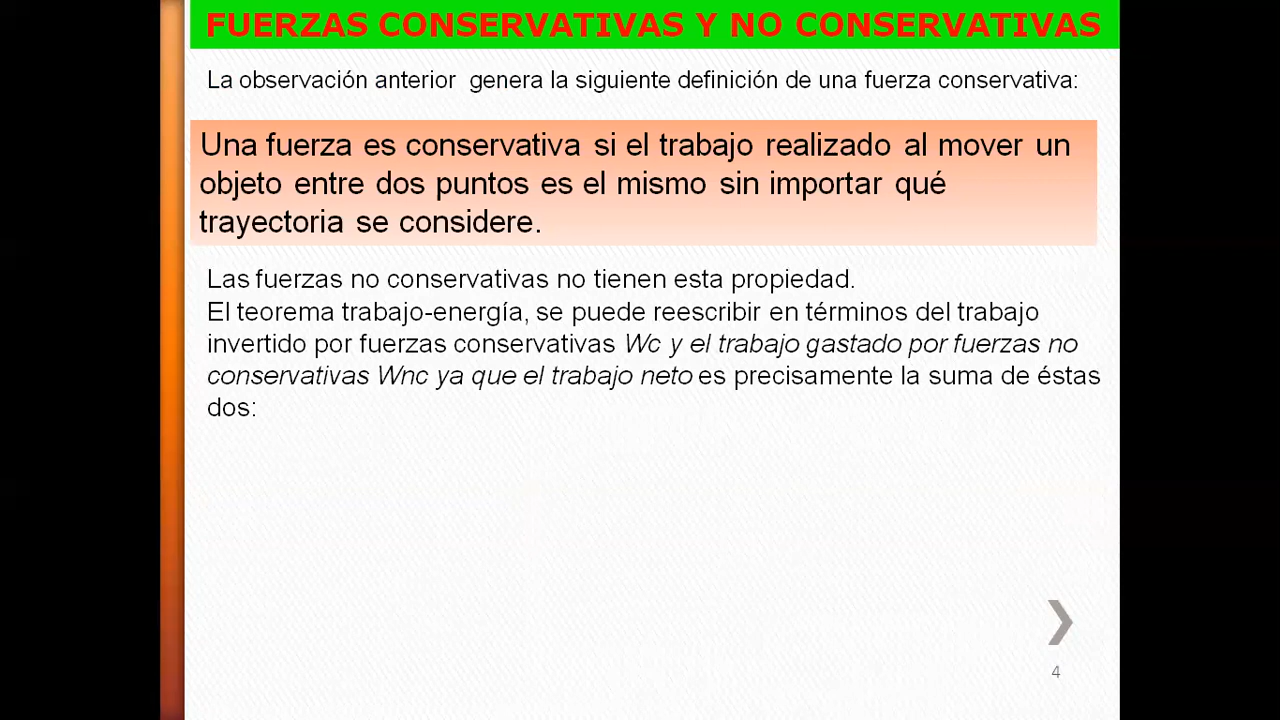 FUERZAS CONSERVATIVAS Y NO CONSERVATIVAS
La observación anterior genera la siguiente definición de una fuerza conservativa:
Una fuerza es conservativa si el trabajo realizado al mover un
objeto entre dos puntos es el mismo sin importar qué
trayectoria se considere.
Las fuerzas no conservativas no tienen esta propiedad.
El teorema trabajo-energía, se puede reescribir en términos del trabajo
invertido por fuerzas conservativas Wc y el trabajo gastado por fuerzas no
conservativas Wnc ya que el trabajo neto es precisamente la suma de éstas
dos:
4